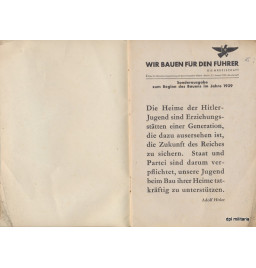 WIR BAUEN FÜR DEN FÜHRER
Sonderausgabe
zum Beginn des Bauens im Jahre 1939
Die Heime der Hitler-
Jugend sind Erziehungs-
stätten einer Generation,
die dazu ausersehen ist,
die Zukunft des Reiches
zu sichern. Staat und
Partei sind darum ver-
pflichtet, unsere Jugend
beim Bau ihrer Heime tat-
kräftig zu unterstützen.
Adolf Hitler
dpl militaria